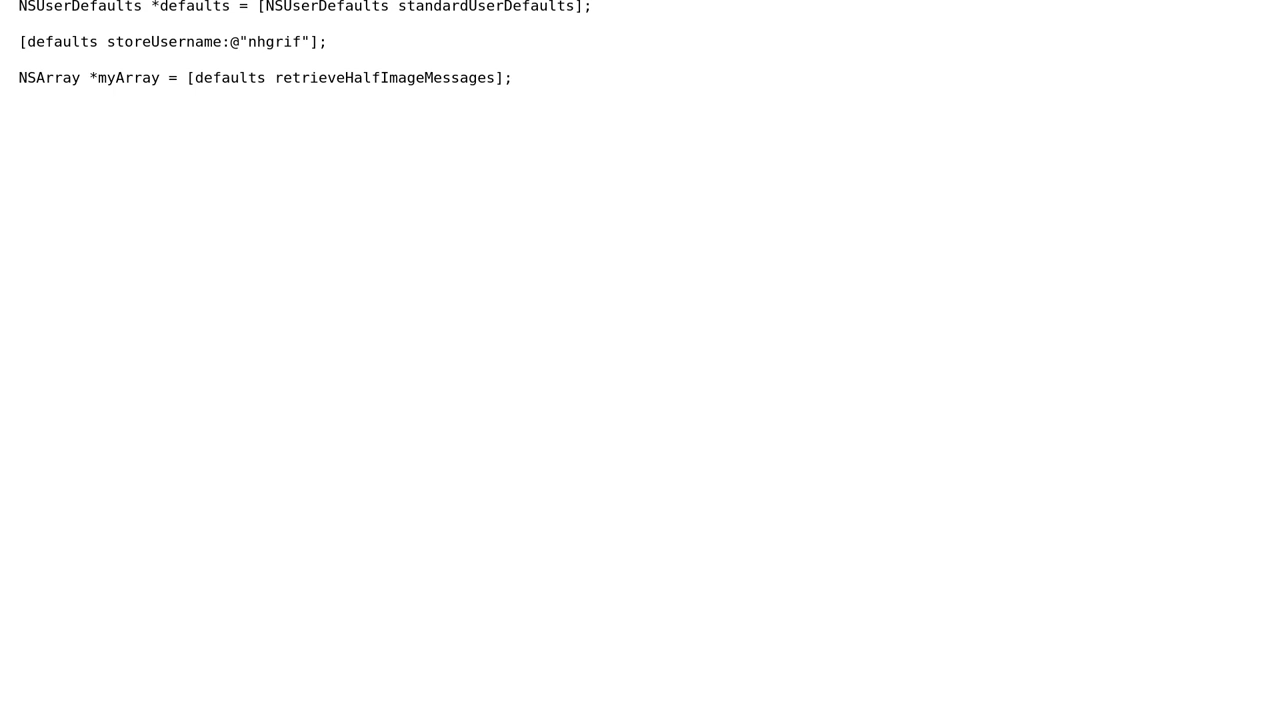 NSUserDefaults *defaults = [NSUserDefaults standardUserDefaults];
[defaults storeUsername:@"nhgrif"];
NSArray *myArray = [defaults retrieveHalfImageMessages];